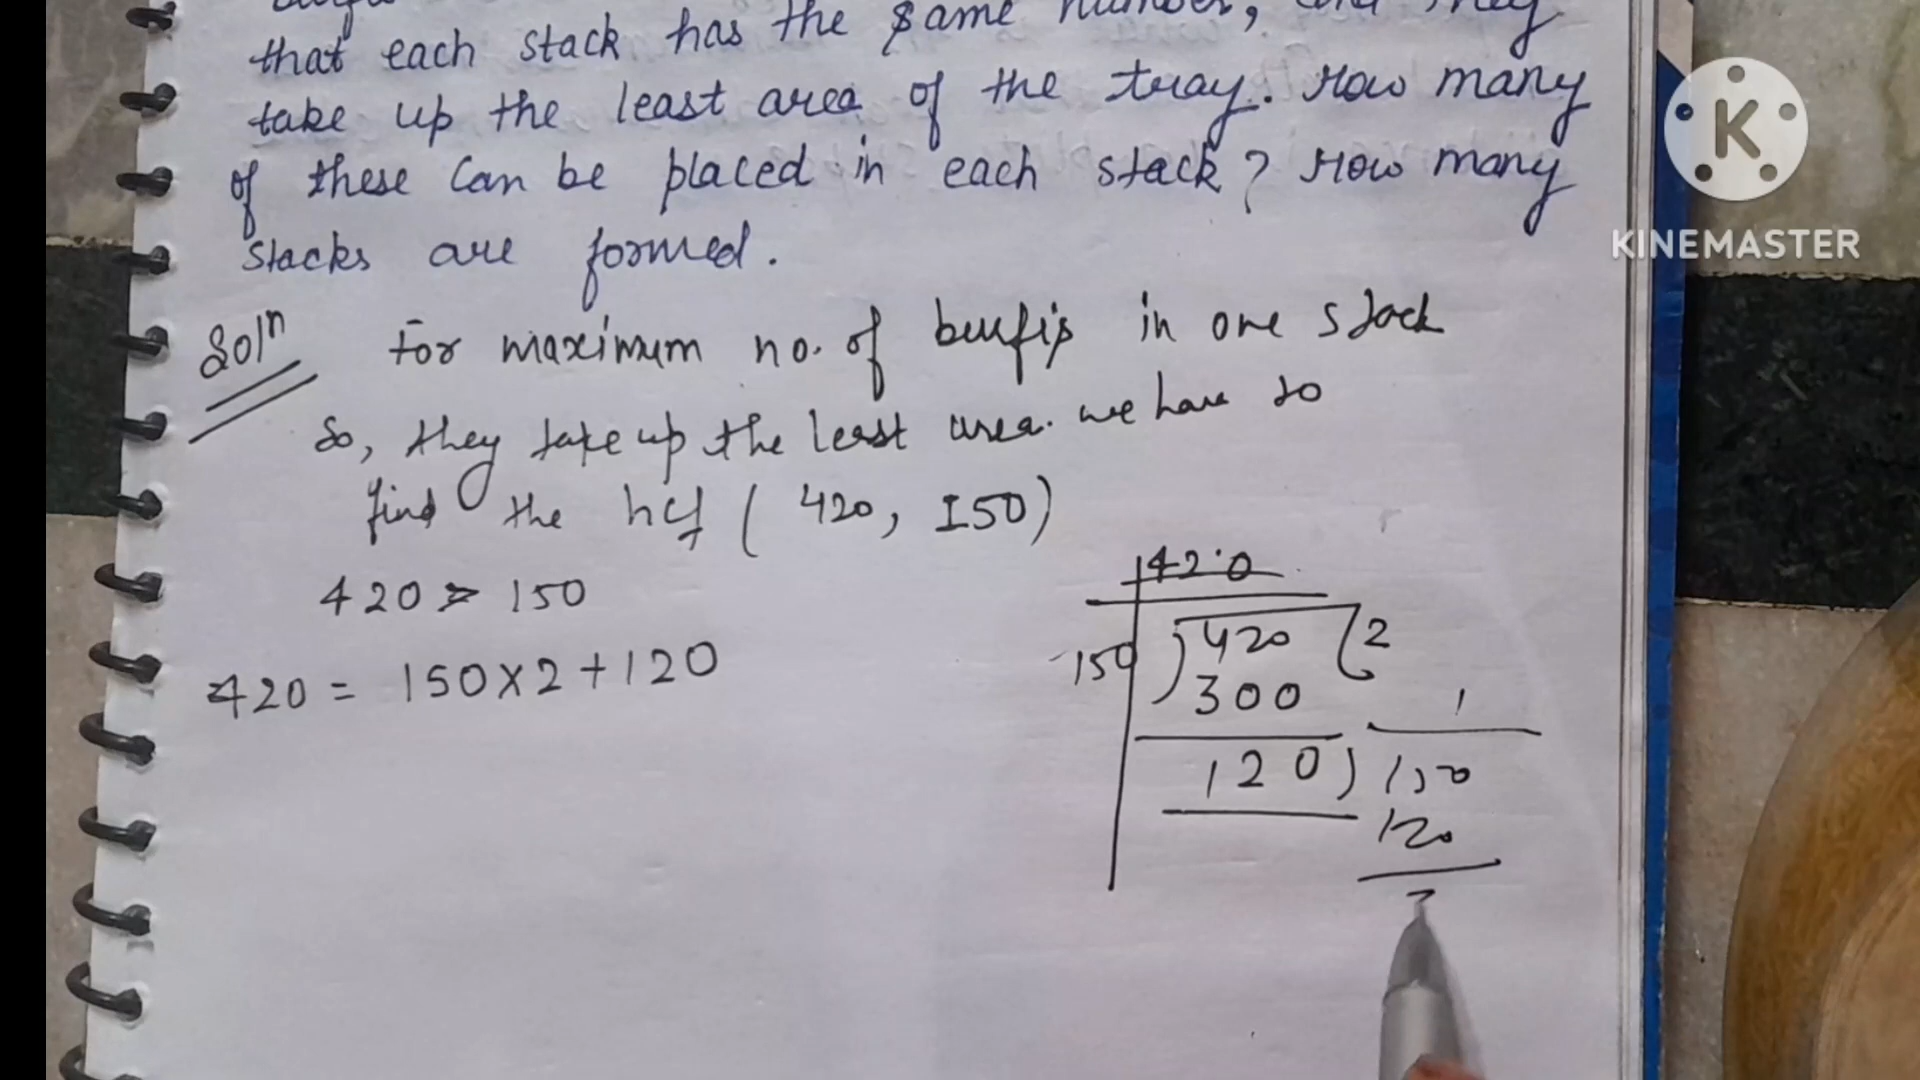 that each stack has the same number, and they
take up the least area of the tray. How many
of these can be placed in each stack? How many
stacks are formed.
Soln For maximum no. of burfis in one stack
So, they take up the least area. we have to
find the hcf (420, 150)
420 > 150
420 = 150×2+120
420
150) 420 (2
300
1
120) 150
120
K
KINEMASTER